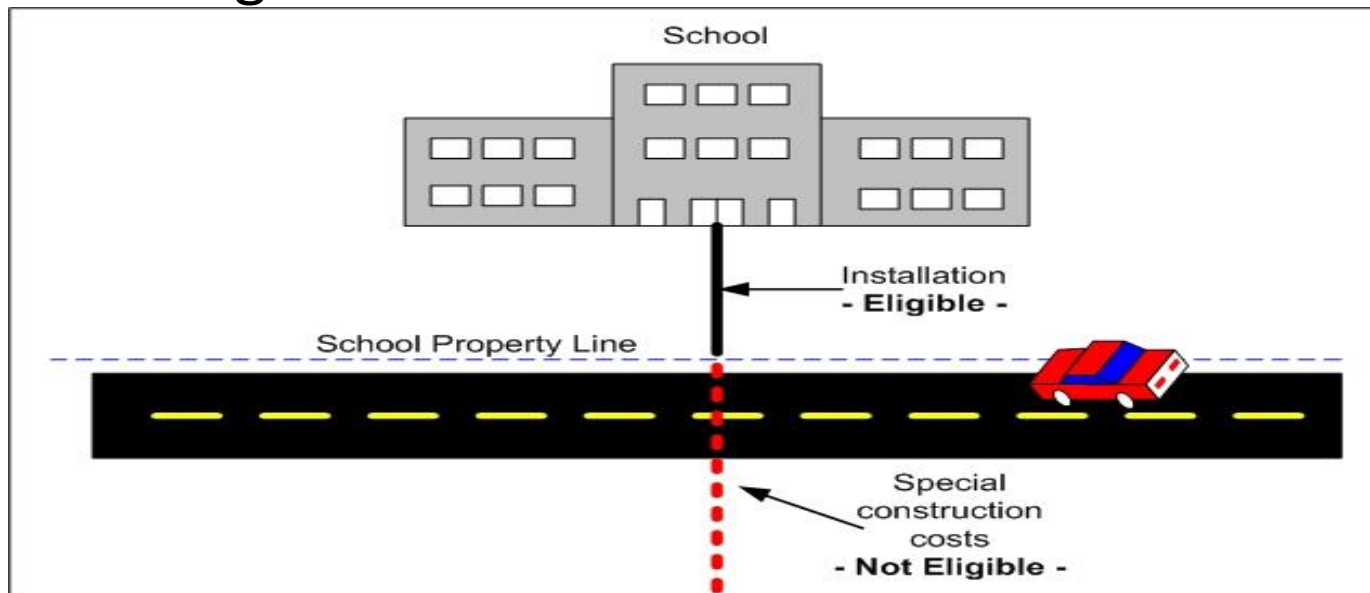 School
Installation
- Eligible -
School Property Line
Special
construction
costs
- Not Eligible -